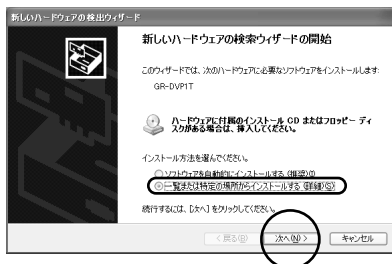 新しいハードウェアの検出ウィザード
新しいハードウェアの検索ウィザードの開始
このウィザードでは、次のハードウェアに必要なソフトウェアをインストールします:
GR-DVP1T
ハードウェアに付属のインストール CD またはフロッピー ディ
スクがある場合は、挿入してください。
インストール方法を選んでください。
ソフトウェアを自動的にインストールする (推奨)(I)
一覧または特定の場所からインストールする (詳細)(S)
続行するには、[次へ] をクリックしてください。
< 戻る(B) 次へ(N) > キャンセル